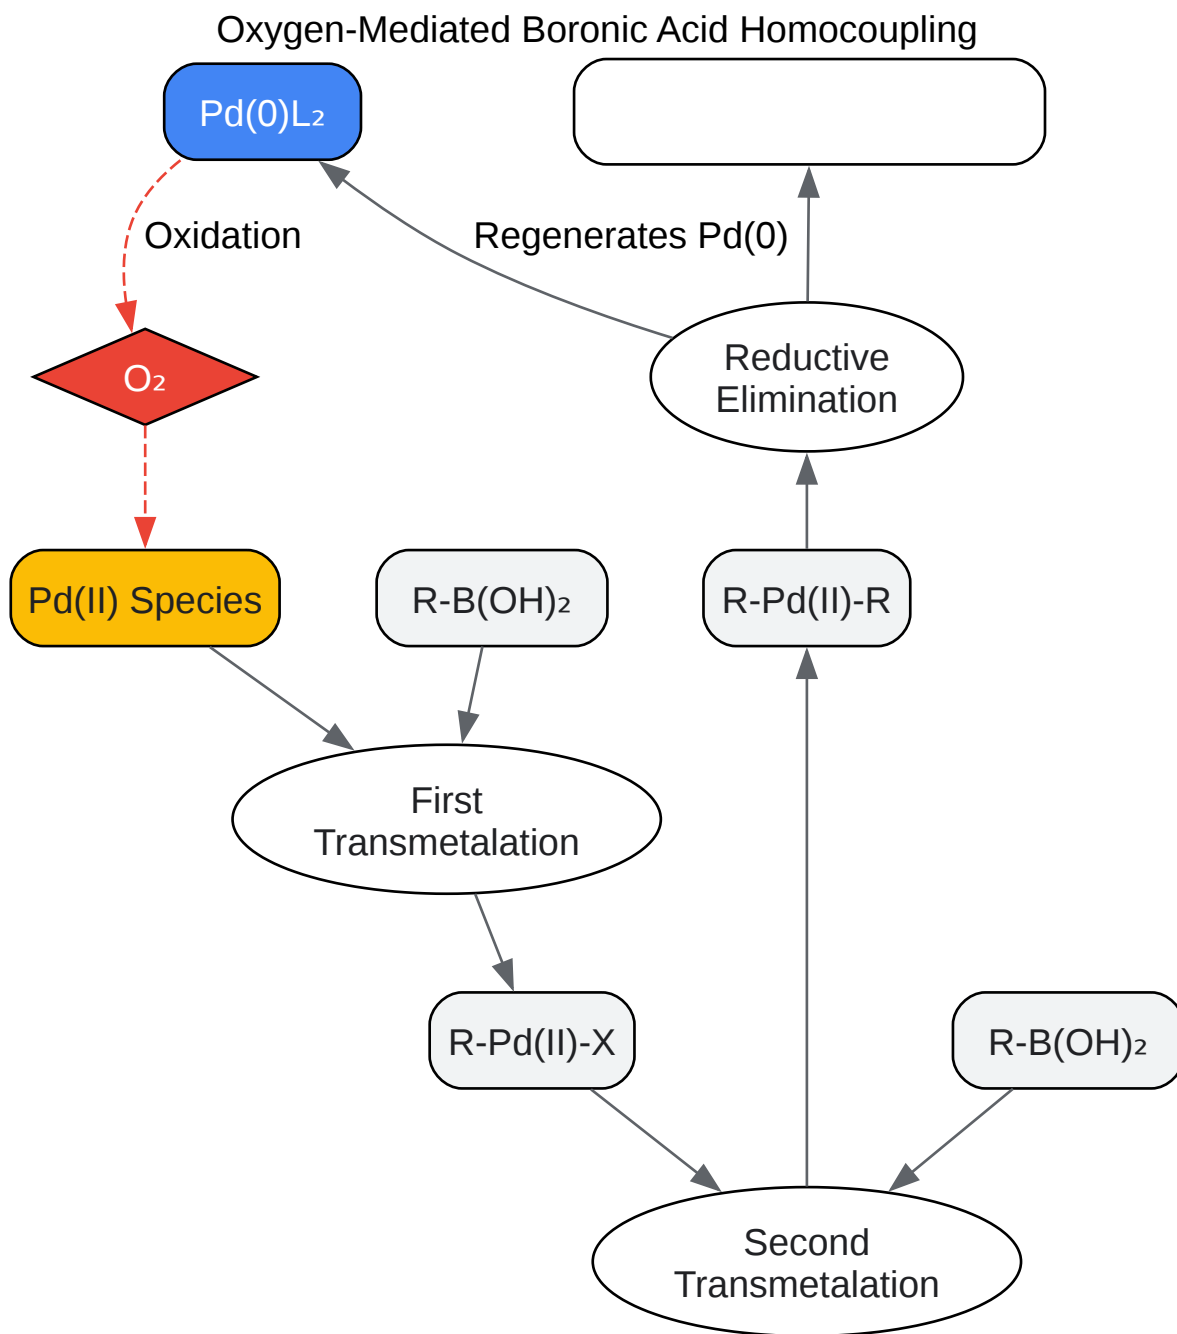 Oxygen-Mediated Boronic Acid Homocoupling
Pd(0)L₂
Oxidation
Regenerates Pd(0)
O₂
Reductive
Elimination
Pd(II) Species
R-B(OH)₂
R-Pd(II)-R
First
Transmetalation
R-Pd(II)-X
R-B(OH)₂
Second
Transmetalation